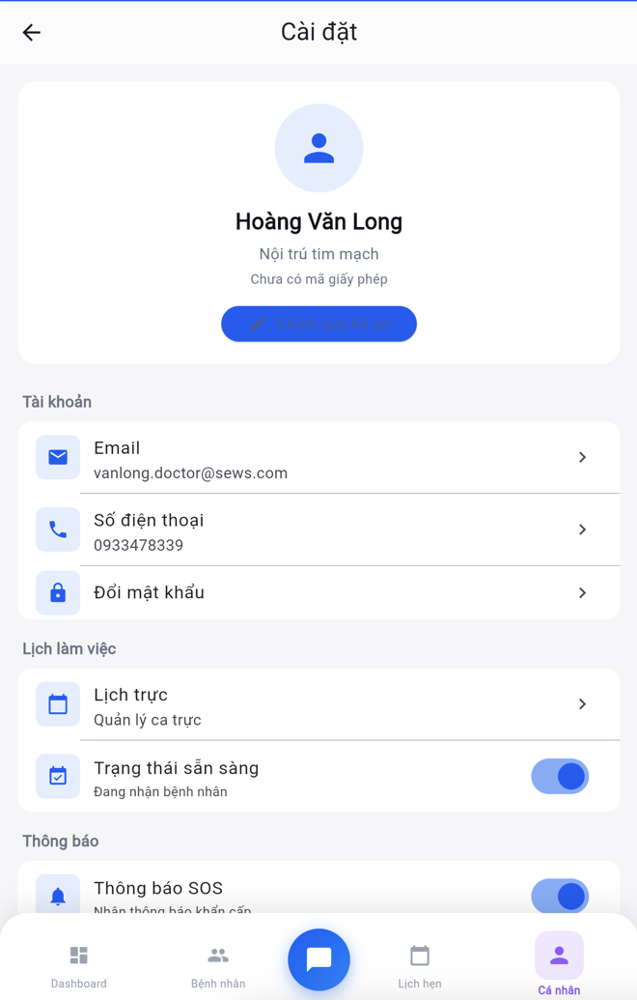 Cài đặt
Hoàng Văn Long
Nội trú tim mạch
Chưa có mã giấy phép
Chỉnh sửa hồ sơ
Tài khoản
Email
vanlong.doctor@sews.com
Số điện thoại
0933478339
Đổi mật khẩu
Lịch làm việc
Lịch trực
Quản lý ca trực
Trạng thái sẵn sàng
Đang nhận bệnh nhân
Thông báo
Thông báo SOS
Nhận thông báo khẩn cấp
Dashboard
Bệnh nhân
Lịch hẹn
Cá nhân